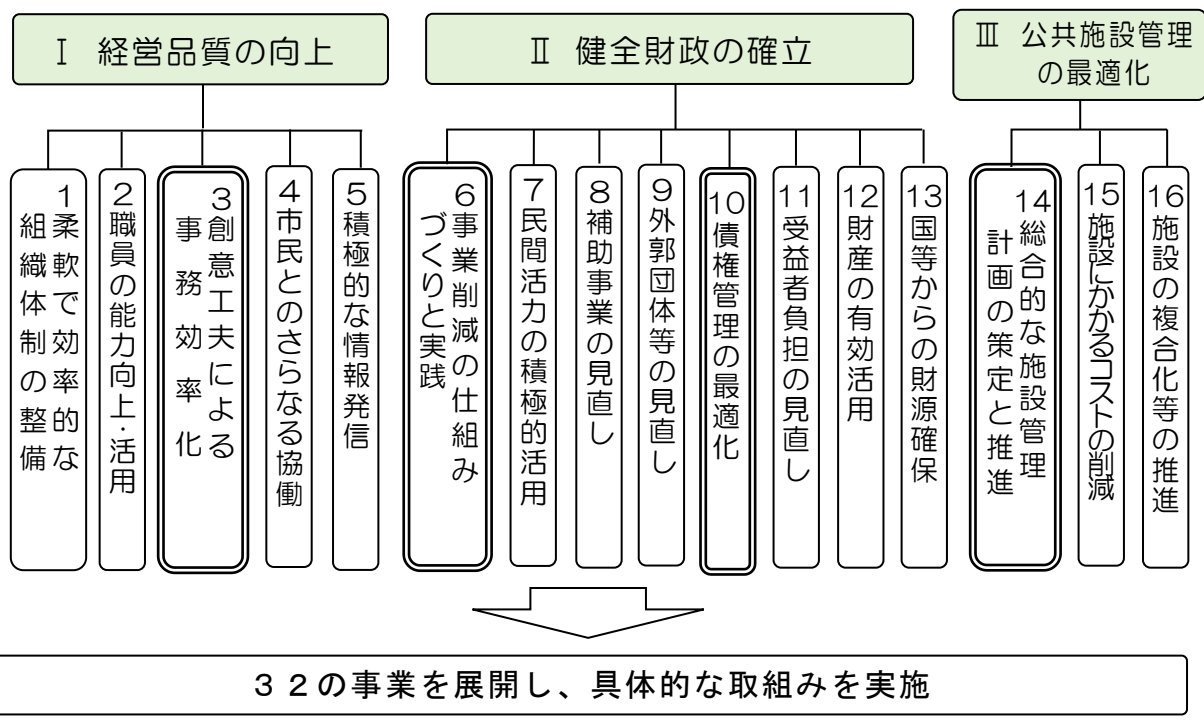 Ⅰ 経営品質の向上
Ⅱ 健全財政の確立
Ⅲ 公共施設管理
の最適化
1柔軟で効率的な
組織体制の整備
2職員の能力向上・活用
3創意工夫による
事務効率化
4市民とのさらなる協働
5積極的な情報発信
6事業削減の仕組み
づくりと実践
7民間活力の積極的活用
8補助事業の見直し
9外郭団体等の見直し
10債権管理の最適化
11受益者負担の見直し
12財産の有効活用
13国等からの財源確保
14総合的な施設管理
計画の策定と推進
15施設にかかるコストの削減
16施設の複合化等の推進
32の事業を展開し、具体的な取組みを実施